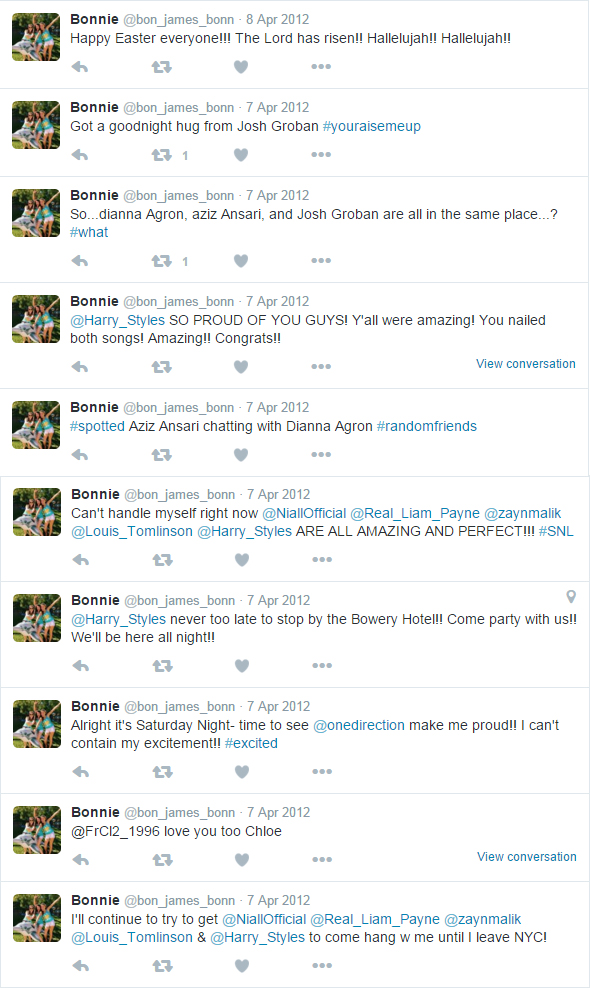 Bonnie @bon_james_bonn · 8 Apr 2012
Happy Easter everyone!!! The Lord has risen!! Hallelujah!! Hallelujah!!
Bonnie @bon_james_bonn · 7 Apr 2012
Got a goodnight hug from Josh Groban #youraisemeup
1
Bonnie @bon_james_bonn · 7 Apr 2012
So...dianna Agron, aziz Ansari, and Josh Groban are all in the same place...?
#what
1
Bonnie @bon_james_bonn · 7 Apr 2012
@Harry_Styles SO PROUD OF YOU GUYS! Y'all were amazing! You nailed
both songs! Amazing!! Congrats!!
View conversation
Bonnie @bon_james_bonn · 7 Apr 2012
#spotted Aziz Ansari chatting with Dianna Agron #randomfriends
Bonnie @bon_james_bonn · 7 Apr 2012
Can't handle myself right now @NiallOfficial @Real_Liam_Payne @zaynmalik
@Louis_Tomlinson @Harry_Styles ARE ALL AMAZING AND PERFECT!!! #SNL
Bonnie @bon_james_bonn · 7 Apr 2012
@Harry_Styles never too late to stop by the Bowery Hotel!! Come party with us!!
We'll be here all night!!
Bonnie @bon_james_bonn · 7 Apr 2012
Alright it's Saturday Night- time to see @onedirection make me proud!! I can't
contain my excitement!! #excited
Bonnie @bon_james_bonn · 7 Apr 2012
@FrCl2_1996 love you too Chloe
View conversation
Bonnie @bon_james_bonn · 7 Apr 2012
I'll continue to try to get @NiallOfficial @Real_Liam_Payne @zaynmalik
@Louis_Tomlinson & @Harry_Styles to come hang w me until I leave NYC!